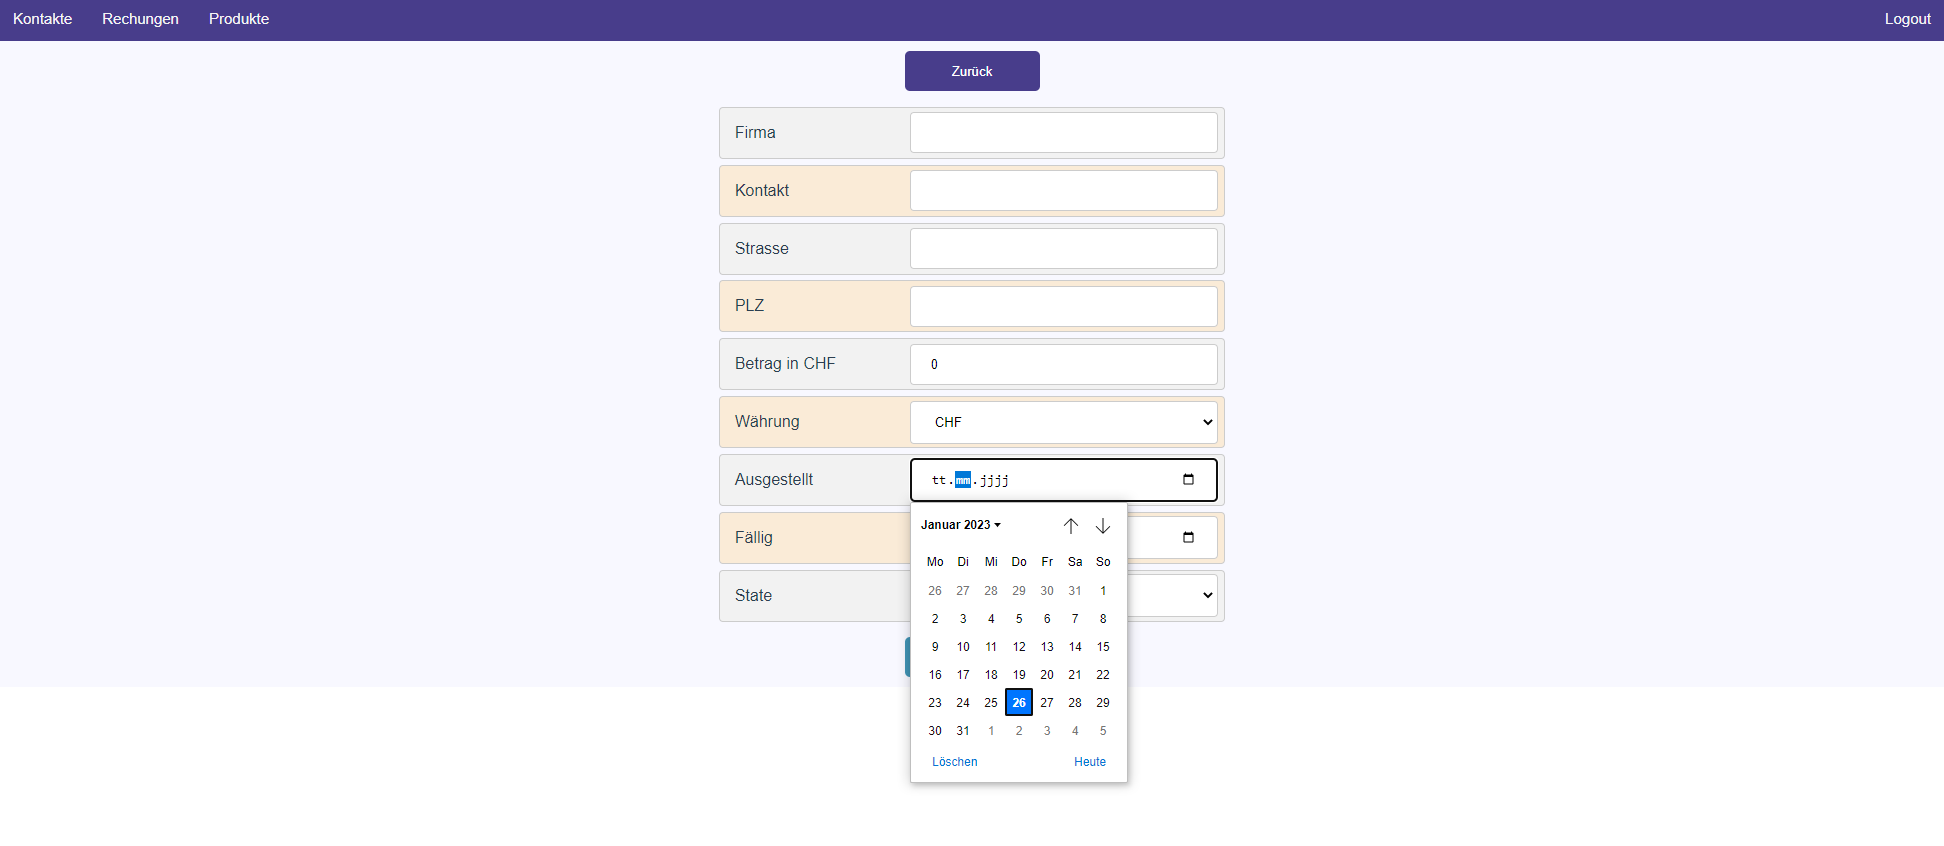 Kontakte Rechungen Produkte Logout
Zurück
Firma
Kontakt
Strasse
PLZ
Betrag in CHF 0
Währung CHF
Ausgestellt tt.mm.jjjj
Fällig
State
Januar 2023
Mo Di Mi Do Fr Sa So
26 27 28 29 30 31 1
2 3 4 5 6 7 8
9 10 11 12 13 14 15
16 17 18 19 20 21 22
23 24 25 26 27 28 29
30 31 1 2 3 4 5
Löschen Heute